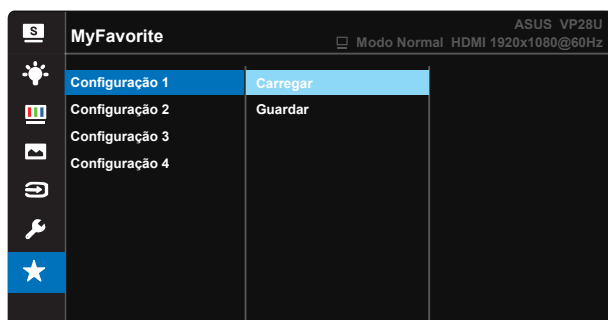 S
MyFavorite
ASUS VP28U
Modo Normal HDMI 1920x1080@60Hz
Configuração 1
Carregar
Configuração 2
Guardar
Configuração 3
Configuração 4